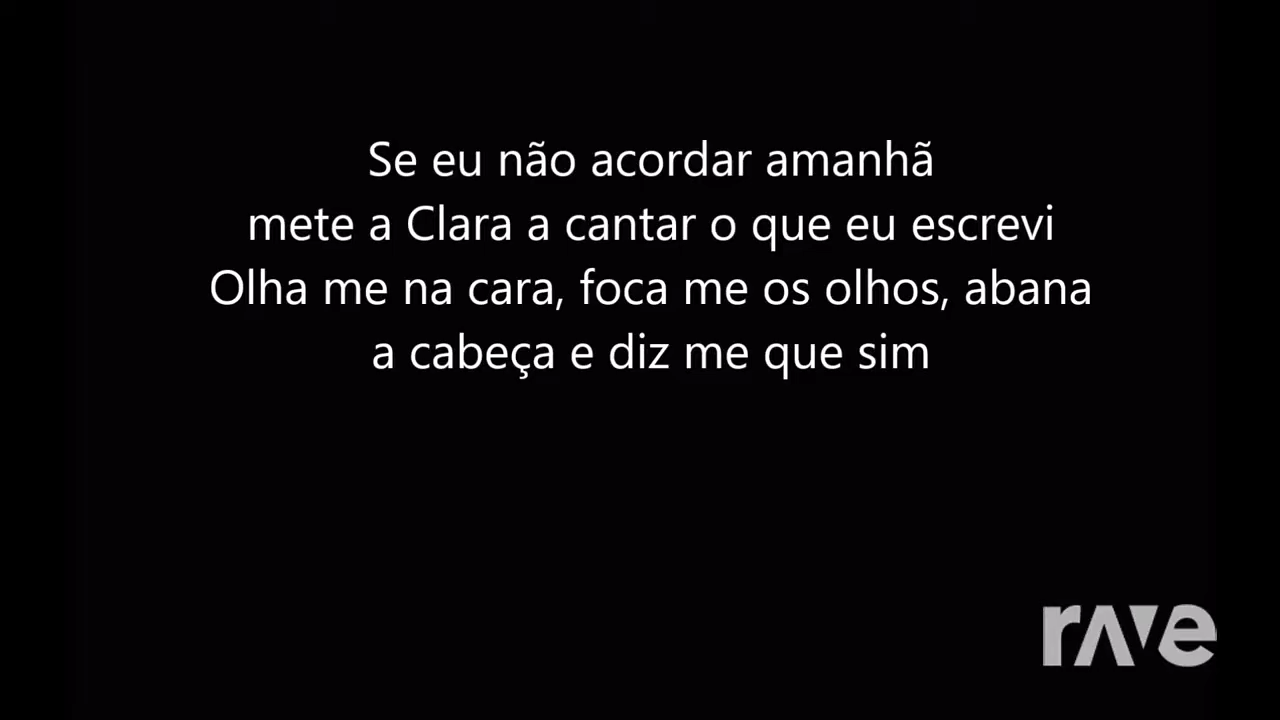 Se eu não acordar amanhã
mete a Clara a cantar o que eu escrevi
Olha me na cara, foca me os olhos, abana
a cabeça e diz me que sim
rave